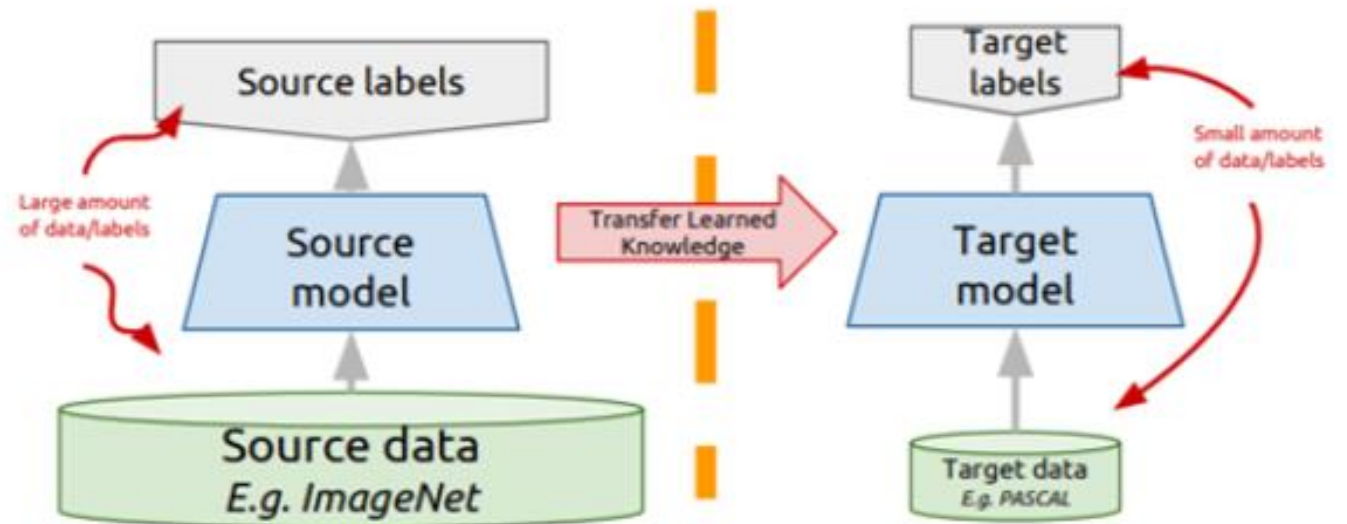 Source labels
Large amount
of data/labels
Source
model
Source data
E.g. ImageNet
Transfer Learned
Knowledge
Target
labels
Small amount
of data/labels
Target
model
Target data
E.g. PASCAL